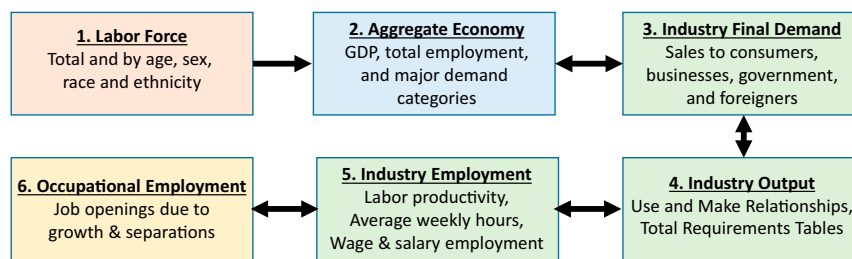 1. Labor Force
Total and by age, sex,
race and ethnicity
2. Aggregate Economy
GDP, total employment,
and major demand
categories
3. Industry Final Demand
Sales to consumers,
businesses, government,
and foreigners
6. Occupational Employment
Job openings due to
growth & separations
5. Industry Employment
Labor productivity,
Average weekly hours,
Wage & salary employment
4. Industry Output
Use and Make Relationships,
Total Requirements Tables